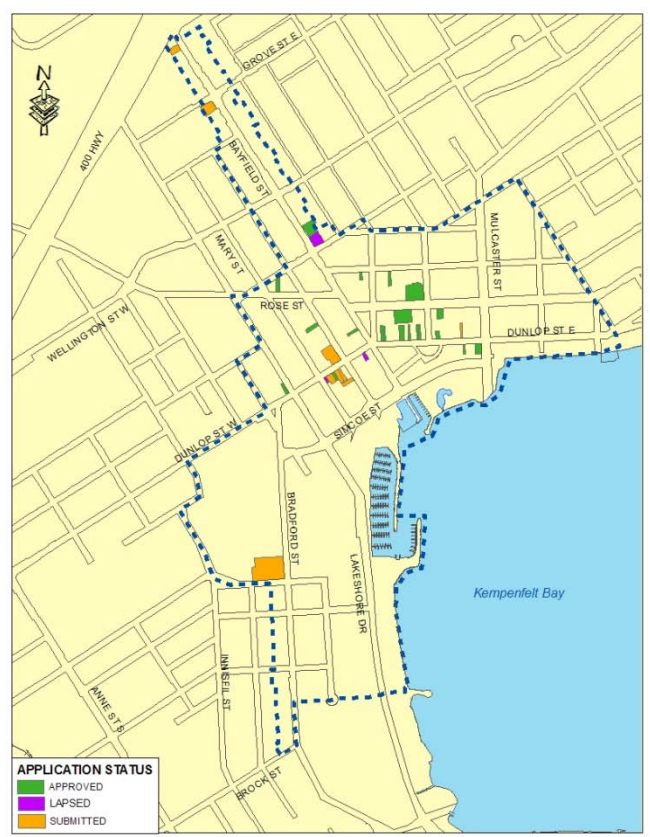 GROVE ST E
N
400 HWY
BAYFIELD ST
MULCASTER ST
MARY ST
ROSE ST
WELLINGTON ST W
DUNLOP ST E
SIMCOE ST
DUNLOP ST W
BRADFORD ST
LAKESHORE DR
Kempenfelt Bay
INNISFIL ST
ANNE ST S
BROCK ST
APPLICATION STATUS
APPROVED
LAPSED
SUBMITTED